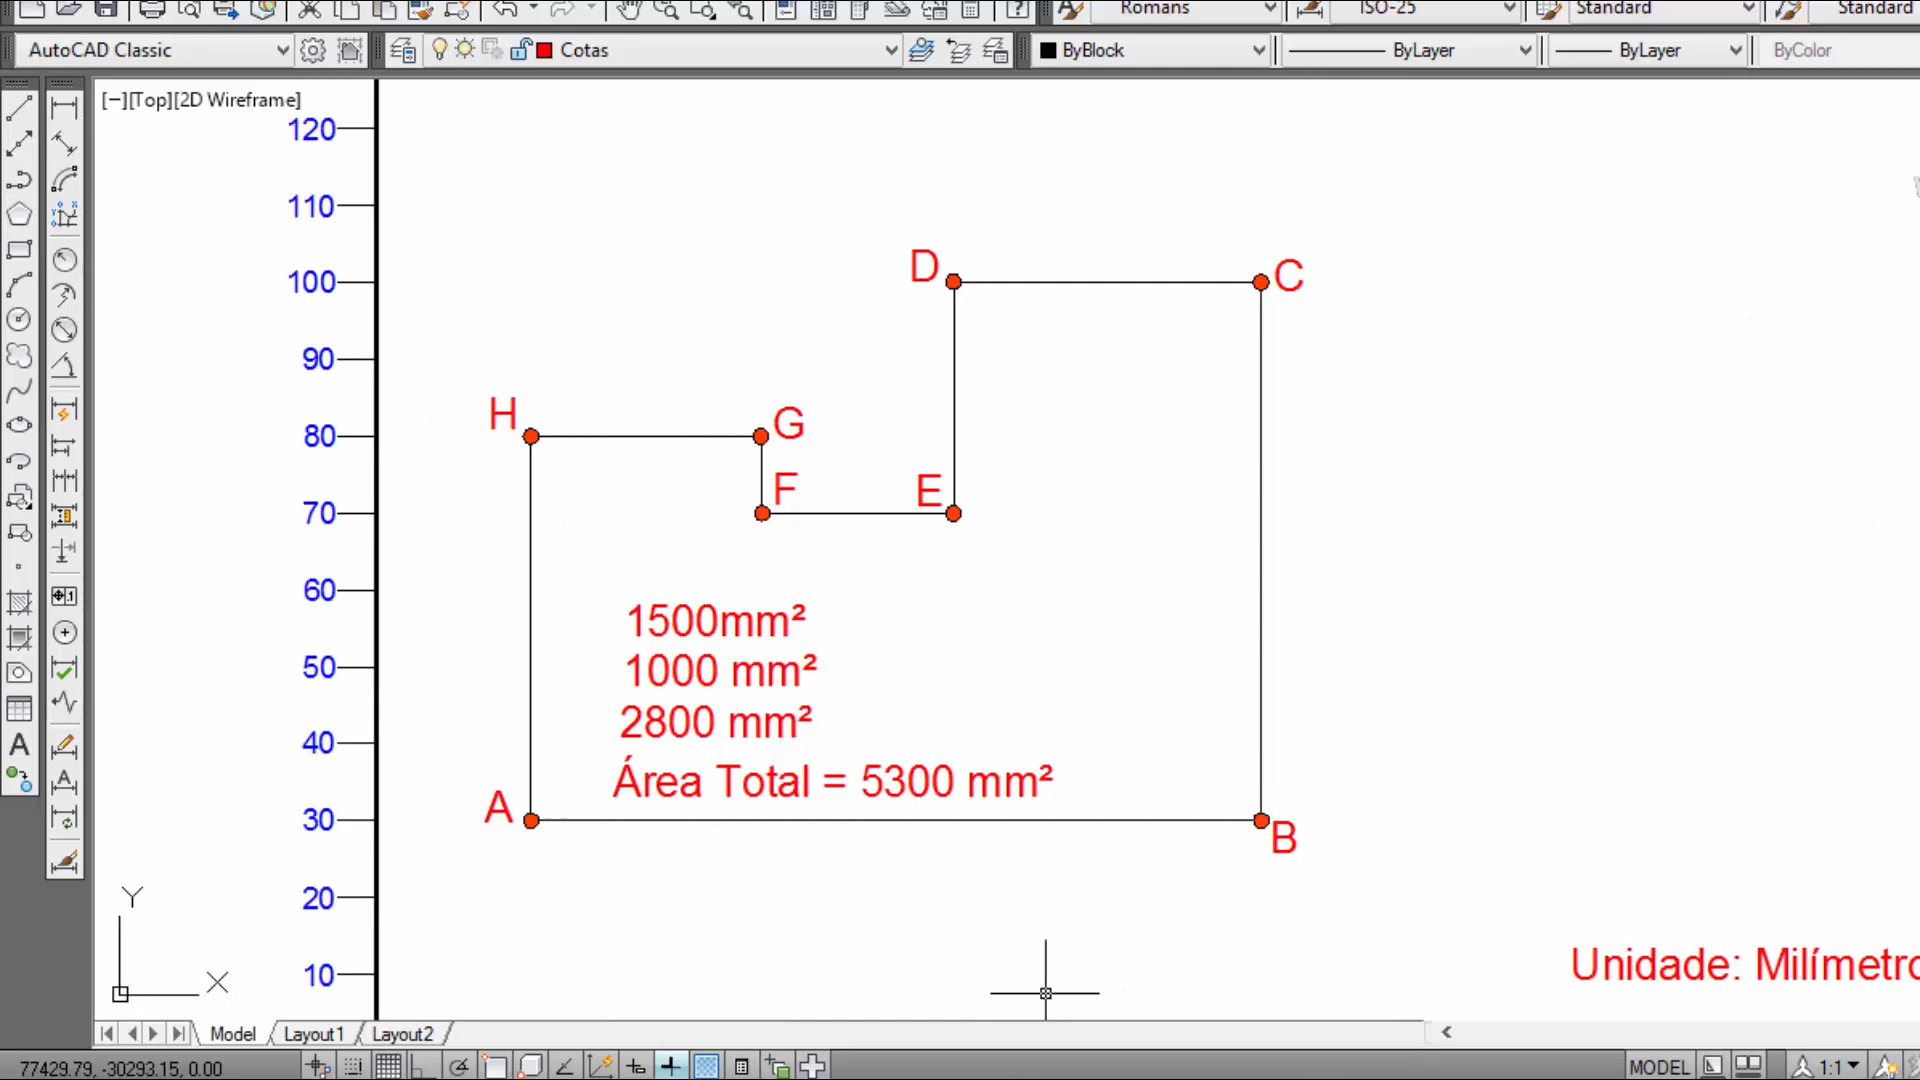 Romans ISO-25 Standard Standard
AutoCAD Classic Cotas ByBlock ByLayer ByLayer ByColor
[−][Top][2D Wireframe]
120
110
100
90
80
70
60
50
40
30
20
10
D C
H G
F E
1500mm²
1000 mm²
2800 mm²
Área Total = 5300 mm²
A B
Unidade: Milímetro
Y
X
A
Model Layout1 Layout2
77429.79, -30293.15, 0.00 MODEL 1:1